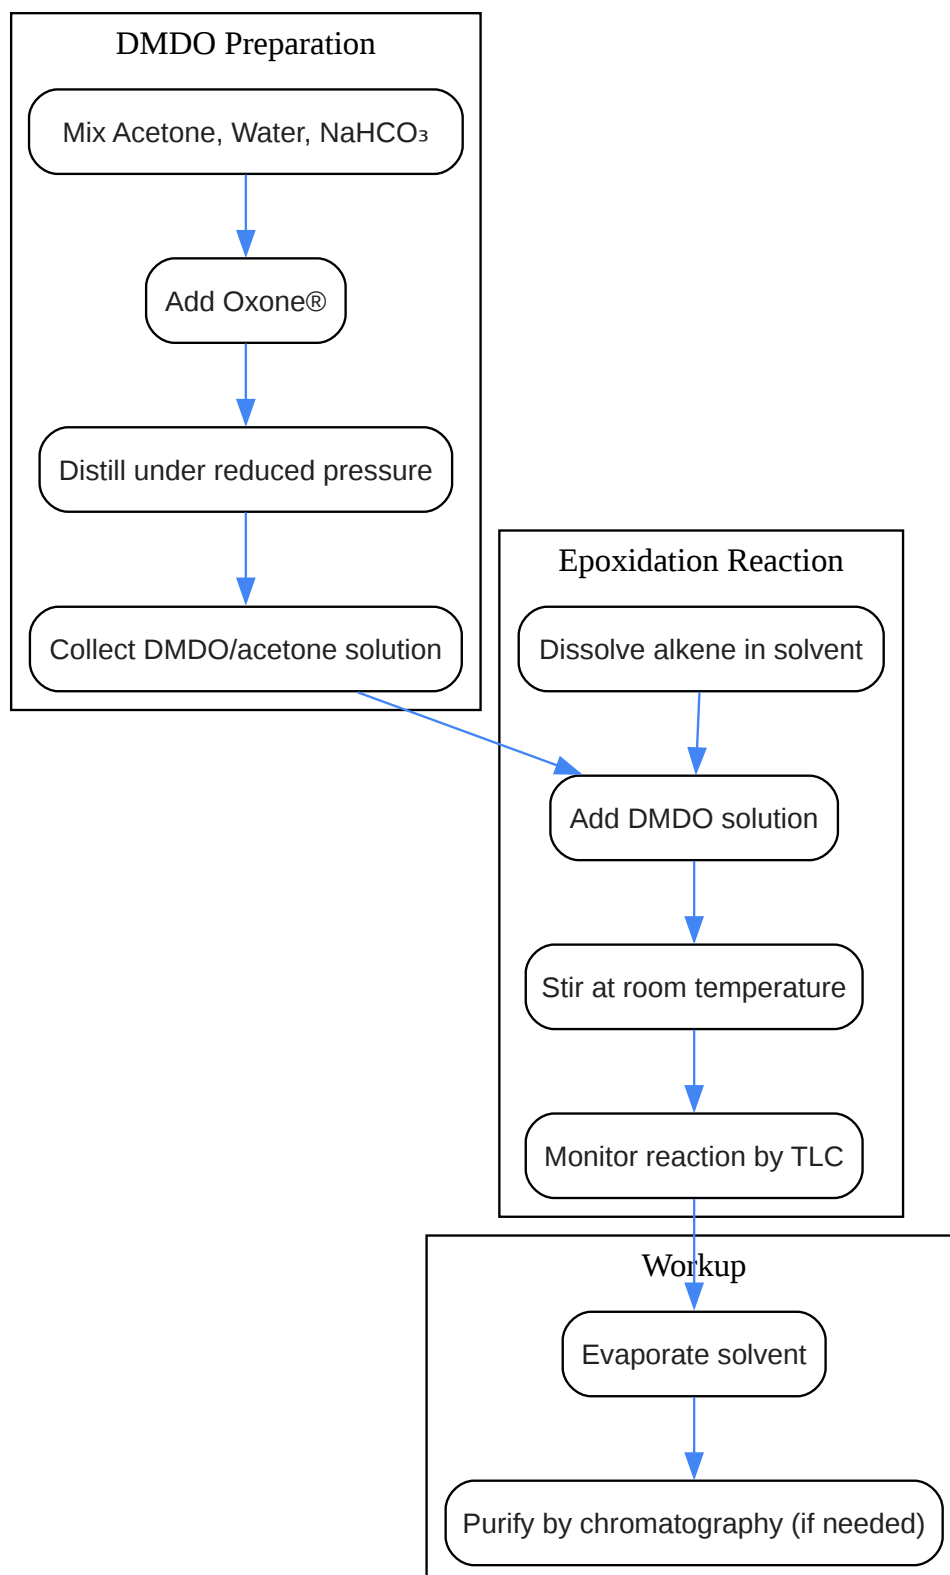 DMDO Preparation
Mix Acetone, Water, NaHCO₃
Add Oxone®
Distill under reduced pressure
Collect DMDO/acetone solution
Epoxidation Reaction
Dissolve alkene in solvent
Add DMDO solution
Stir at room temperature
Monitor reaction by TLC
Workup
Evaporate solvent
Purify by chromatography (if needed)